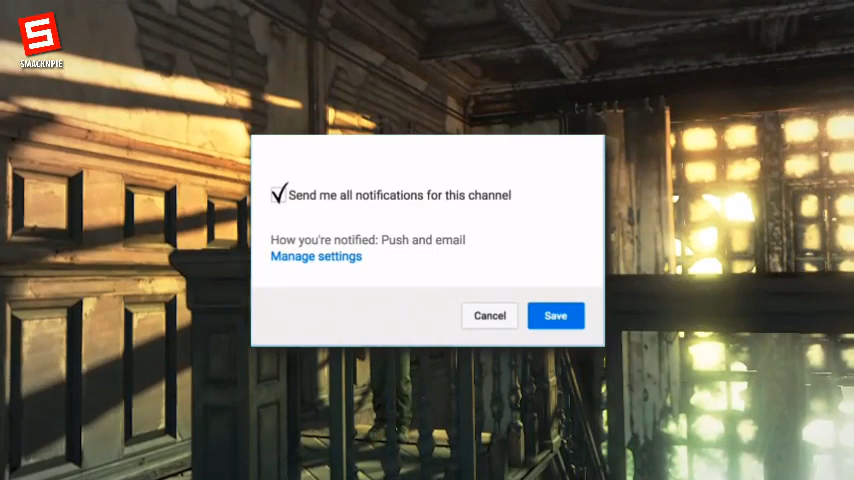 S
SMACKNPIE
Send me all notifications for this channel
How you're notified: Push and email
Manage settings
Cancel
Save